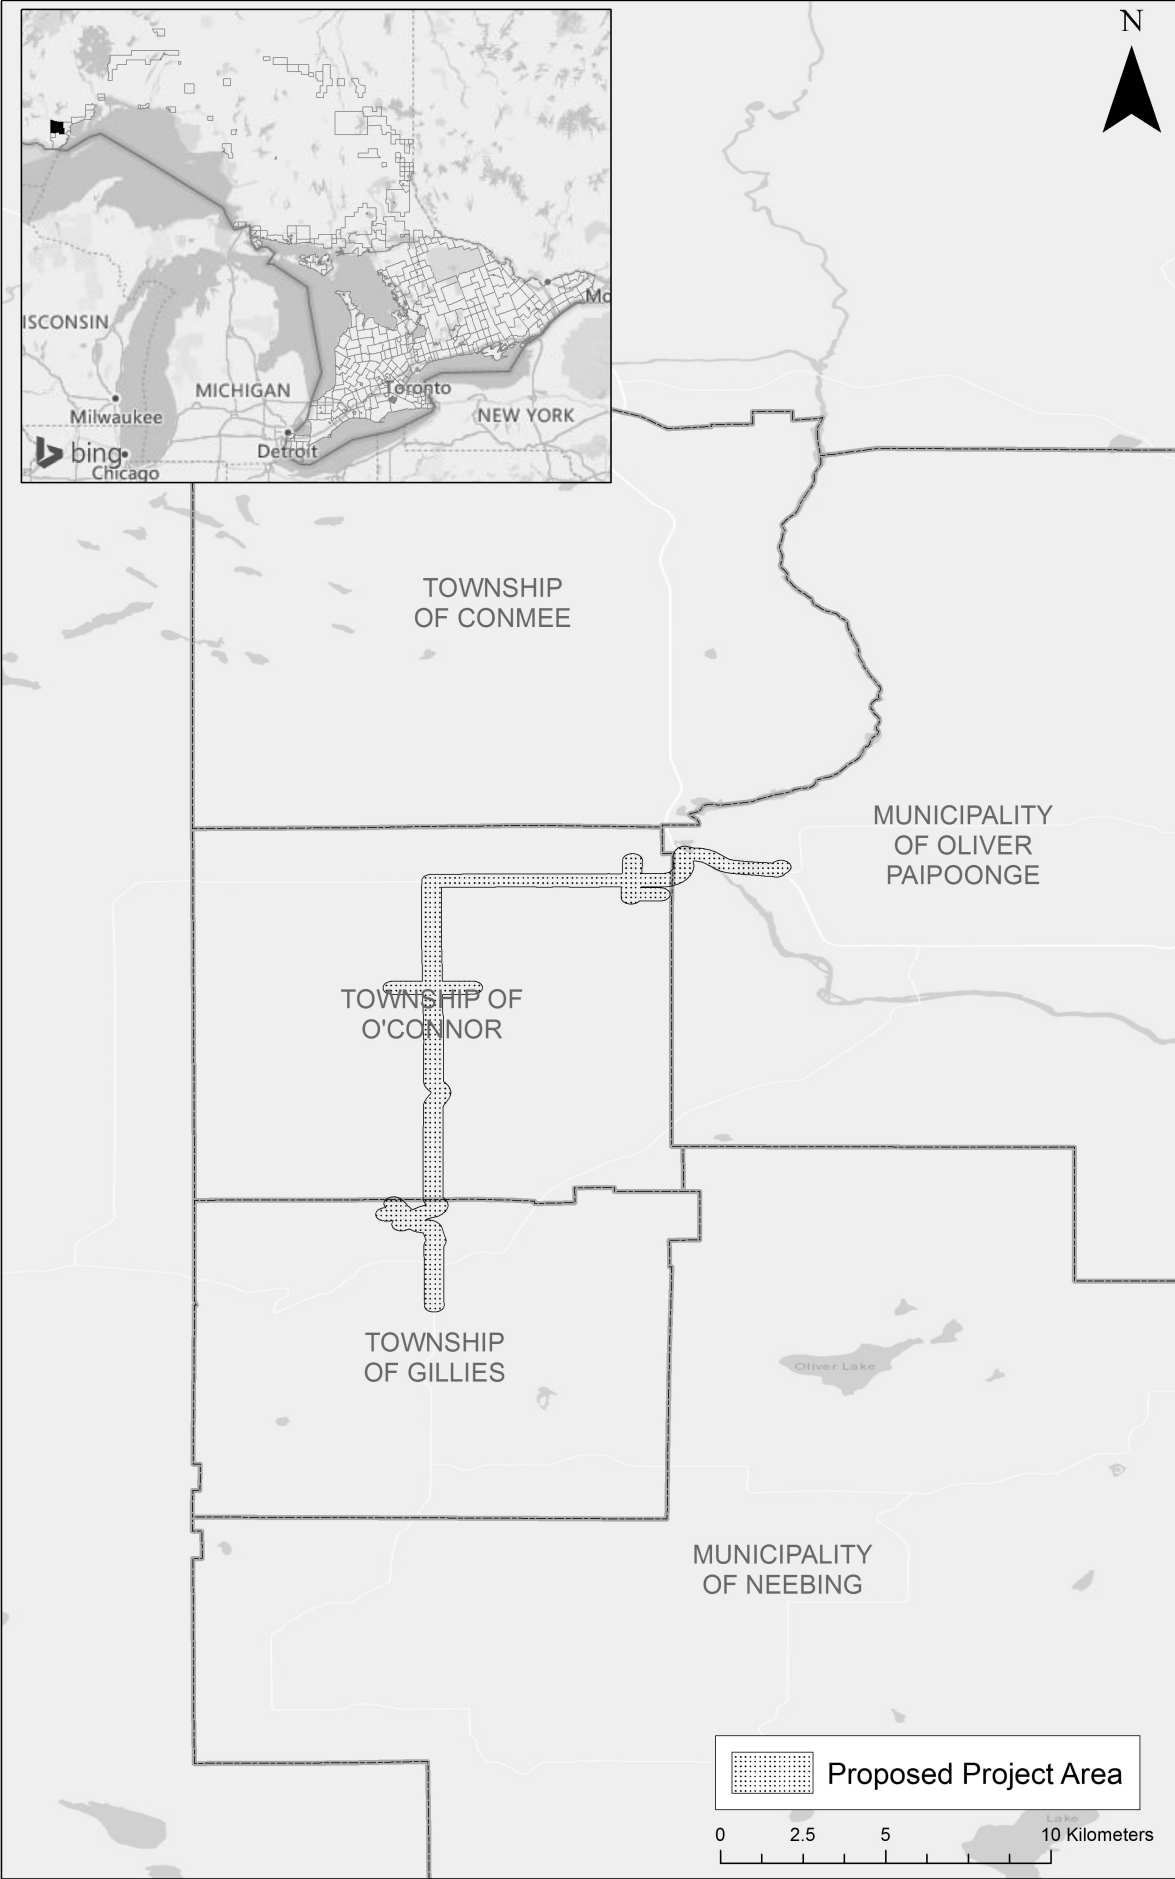 N
ISCONSIN
Mo
MICHIGAN
Toronto
Milwaukee
NEW YORK
bing
Detroit
Chicago
TOWNSHIP
OF CONMEE
MUNICIPALITY
OF OLIVER
PAIPOONGE
TOWNSHIP OF
O'CONNOR
TOWNSHIP
OF GILLIES
Oliver Lake
MUNICIPALITY
OF NEEBING
Proposed Project Area
Lake
0 2.5 5 10 Kilometers